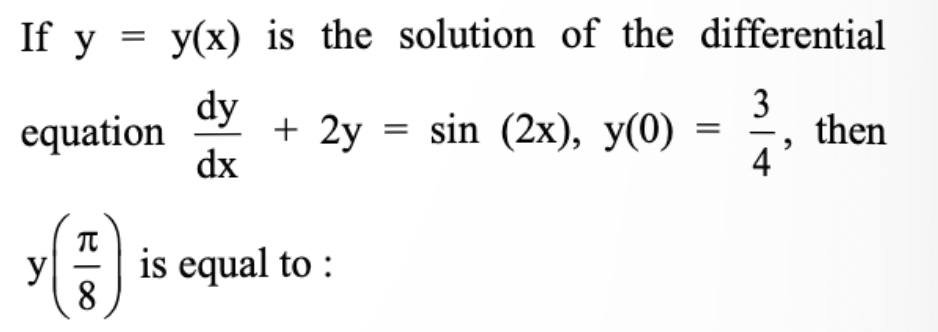 If y = y(x) is the solution of the differential
equation dy/dx + 2y = sin (2x), y(0) = 3/4, then
y(π/8) is equal to :